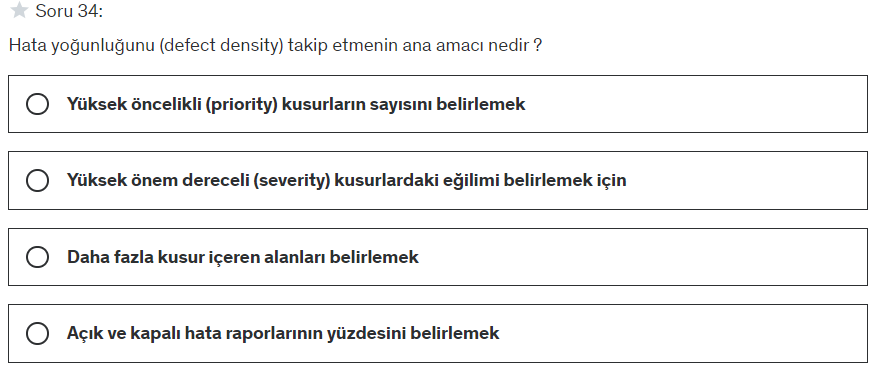 Soru 34:
Hata yoğunluğunu (defect density) takip etmenin ana amacı nedir ?
Yüksek öncelikli (priority) kusurların sayısını belirlemek
Yüksek önem dereceli (severity) kusurlardaki eğilimi belirlemek için
Daha fazla kusur içeren alanları belirlemek
Açık ve kapalı hata raporlarının yüzdesini belirlemek